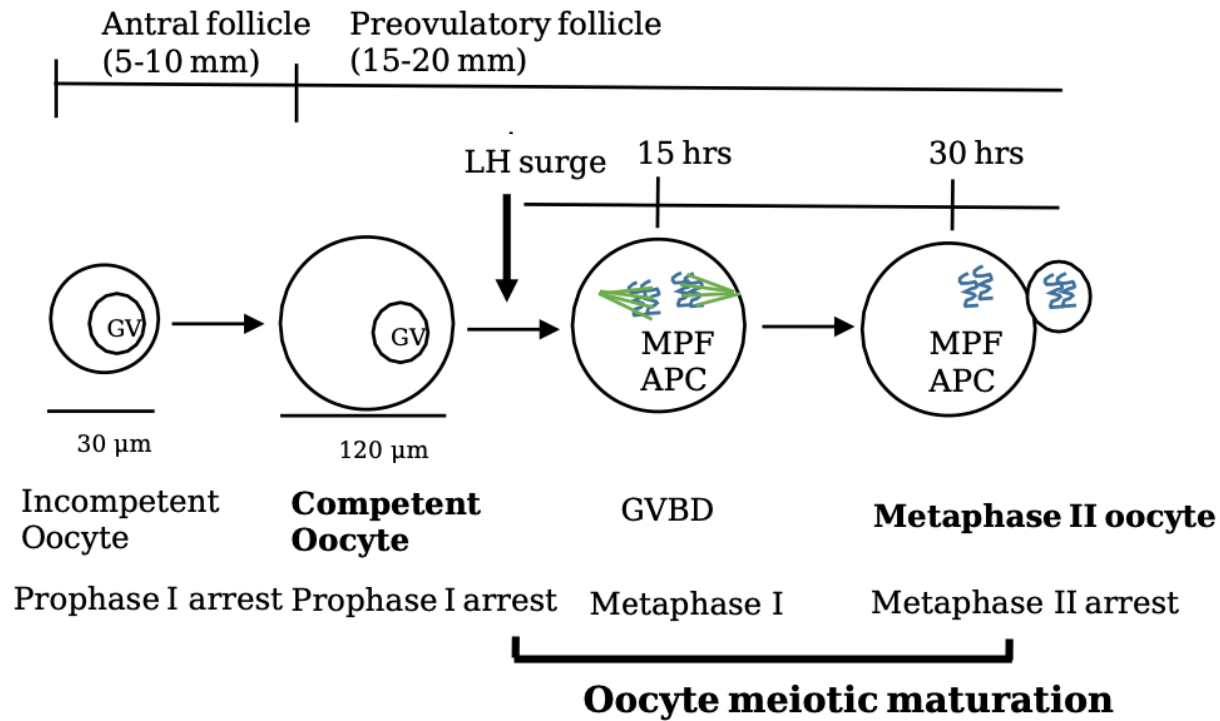 Antral follicle
(5-10 mm)
Preovulatory follicle
(15-20 mm)
LH surge
15 hrs
30 hrs
GV
GV
MPF
APC
MPF
APC
30 µm
120 µm
Incompetent
Oocyte
Competent
Oocyte
GVBD
Metaphase II oocyte
Prophase I arrest
Prophase I arrest
Metaphase I
Metaphase II arrest
Oocyte meiotic maturation